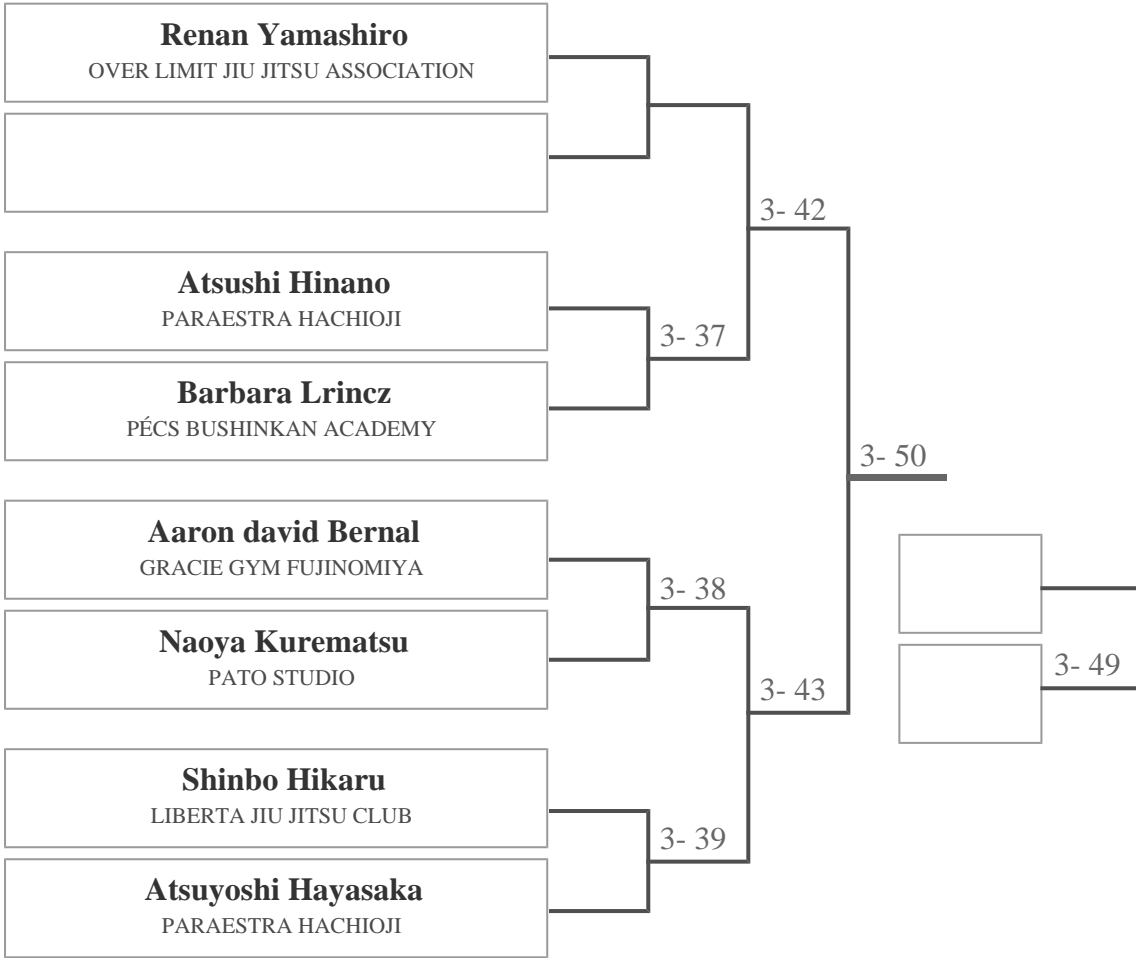 Renan Yamashiro
OVER LIMIT JIU JITSU ASSOCIATION
3- 42
Atsushi Hinano
PARAESTRA HACHIOJI
3- 37
Barbara Lrincz
PÉCS BUSHINKAN ACADEMY
3- 50
Aaron david Bernal
GRACIE GYM FUJINOMIYA
3- 38
Naoya Kurematsu
PATO STUDIO
3- 43
3- 49
Shinbo Hikaru
LIBERTA JIU JITSU CLUB
3- 39
Atsuyoshi Hayasaka
PARAESTRA HACHIOJI